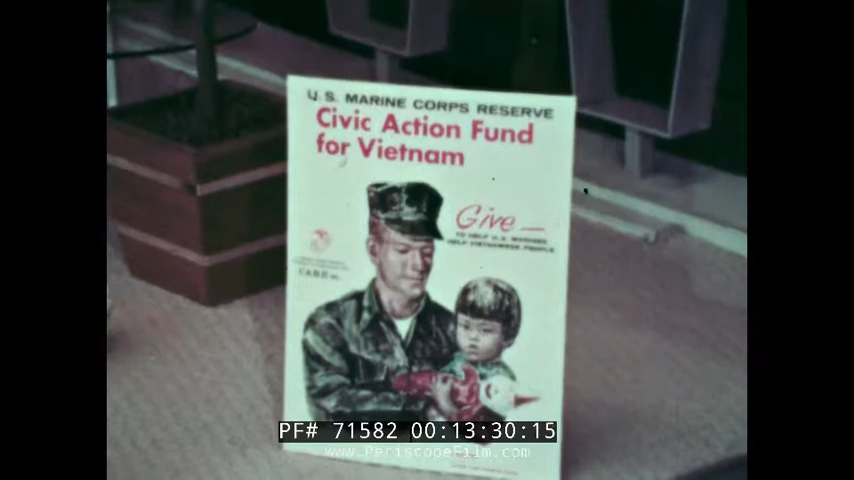 U.S. MARINE CORPS RESERVE
Civic Action Fund
for Vietnam
Give —
TO HELP U.S. MARINES
HELP VIETNAMESE PEOPLE
PF# 71582 00:13:30:15
www.PeriscopeFilm.com